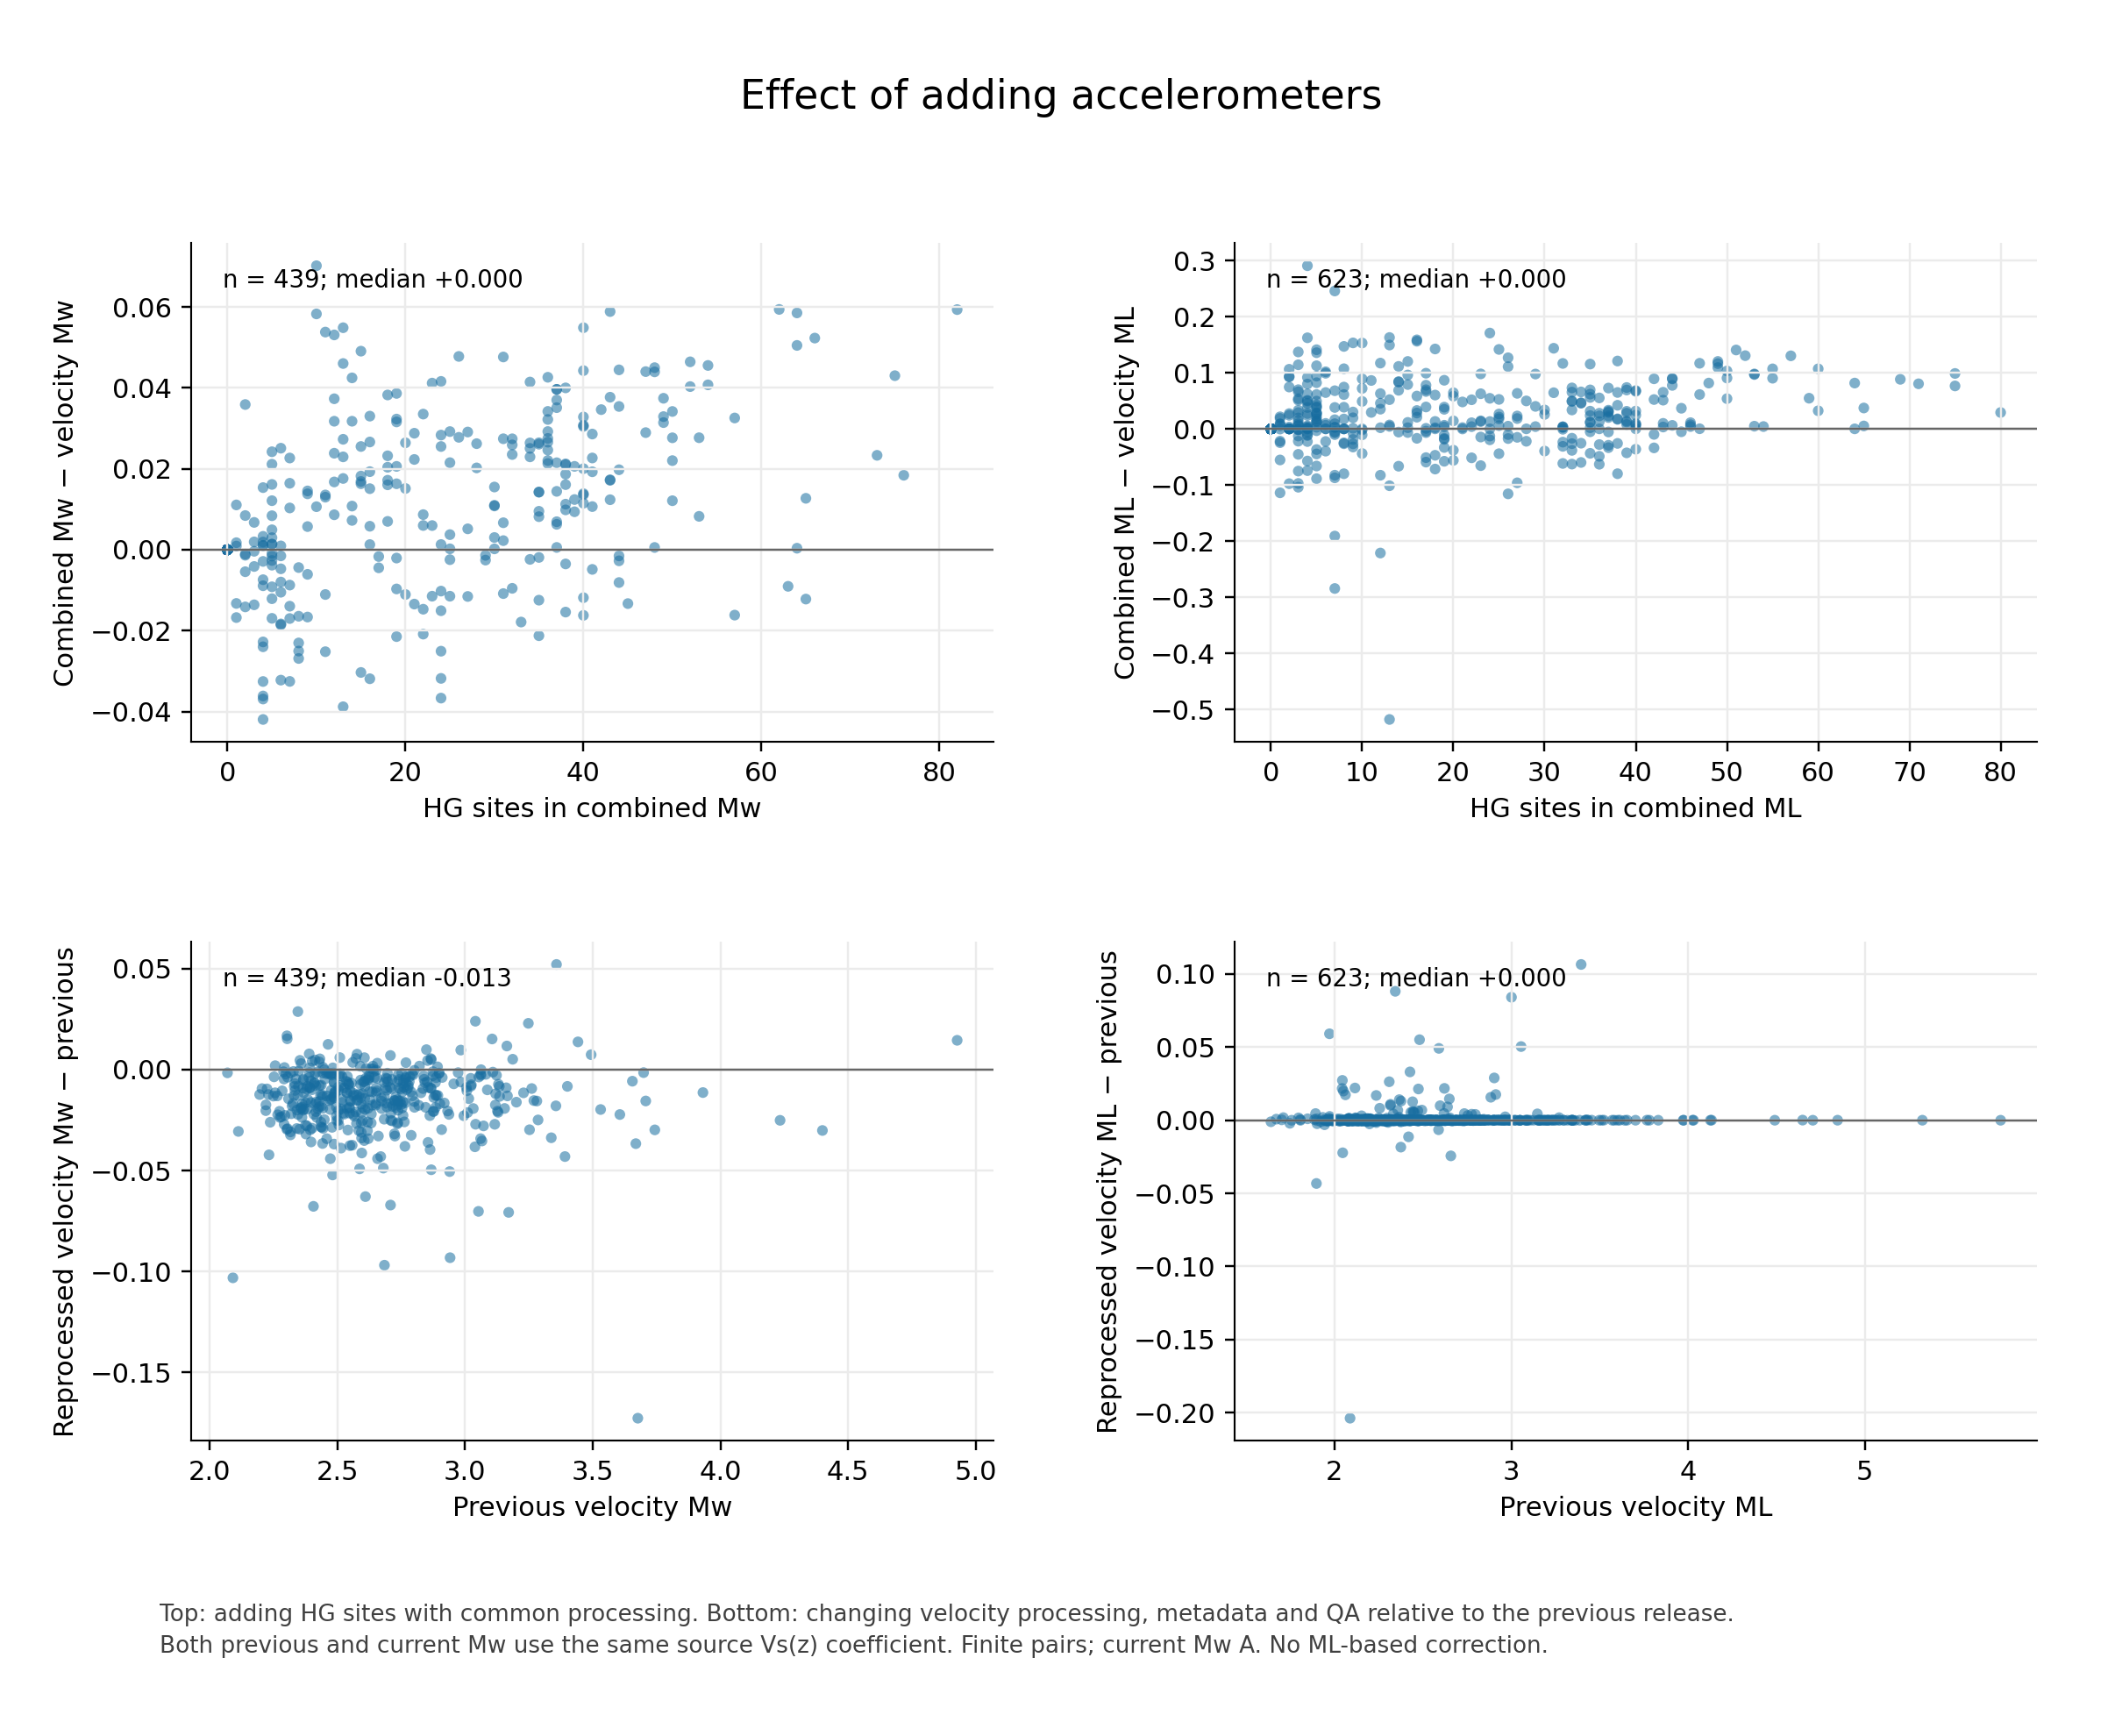 Effect of adding accelerometers
n = 439; median +0.000
Combined Mw − velocity Mw
0.06
0.04
0.02
0.00
−0.02
−0.04
0 20 40 60 80
HG sites in combined Mw
n = 623; median +0.000
Combined ML − velocity ML
0.3
0.2
0.1
0.0
−0.1
−0.2
−0.3
−0.4
−0.5
0 10 20 30 40 50 60 70 80
HG sites in combined ML
n = 439; median -0.013
Reprocessed velocity Mw − previous
0.05
0.00
−0.05
−0.10
−0.15
2.0 2.5 3.0 3.5 4.0 4.5 5.0
Previous velocity Mw
n = 623; median +0.000
Reprocessed velocity ML − previous
0.10
0.05
0.00
−0.05
−0.10
−0.15
−0.20
2 3 4 5
Previous velocity ML
Top: adding HG sites with common processing. Bottom: changing velocity processing, metadata and QA relative to the previous release.
Both previous and current Mw use the same source Vs(z) coefficient. Finite pairs; current Mw A. No ML-based correction.